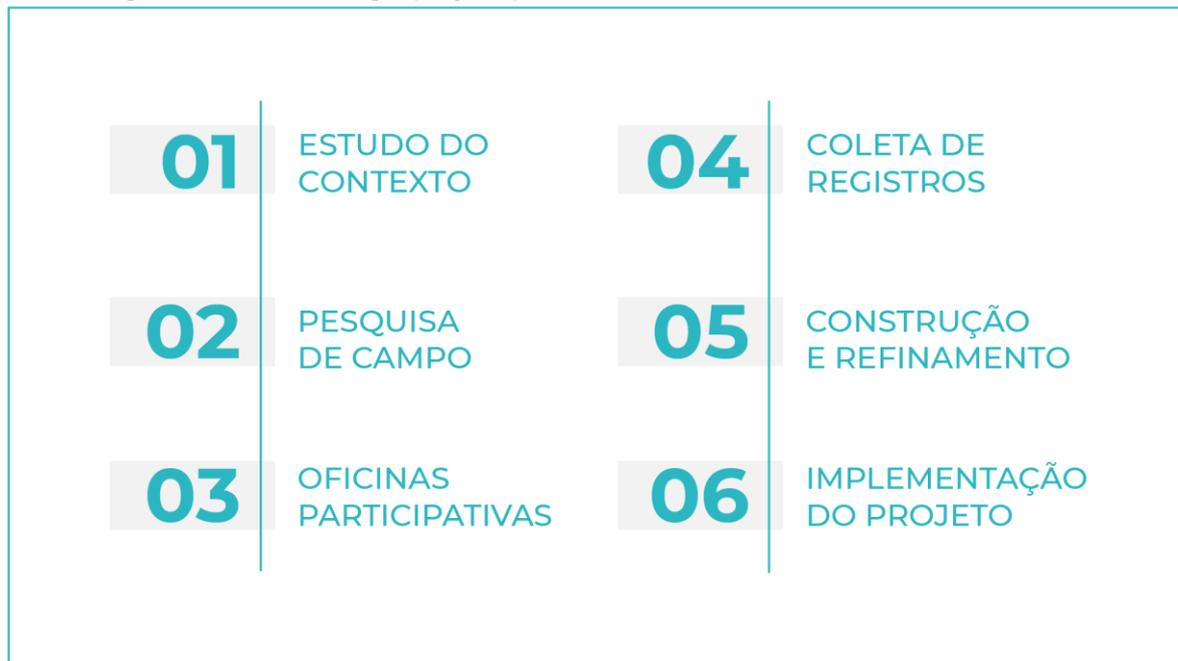 01
ESTUDO DO
CONTEXTO
02
PESQUISA
DE CAMPO
03
OFICINAS
PARTICIPATIVAS
04
COLETA DE
REGISTROS
05
CONSTRUÇÃO
E REFINAMENTO
06
IMPLEMENTAÇÃO
DO PROJETO